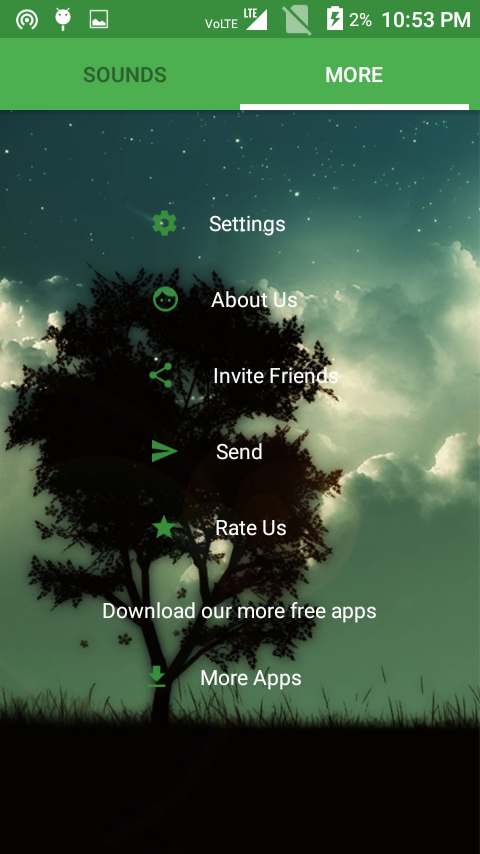 VoLTE LTE 2% 10:53 PM
SOUNDS MORE
Settings
About Us
Invite Friends
Send
Rate Us
Download our more free apps
More Apps